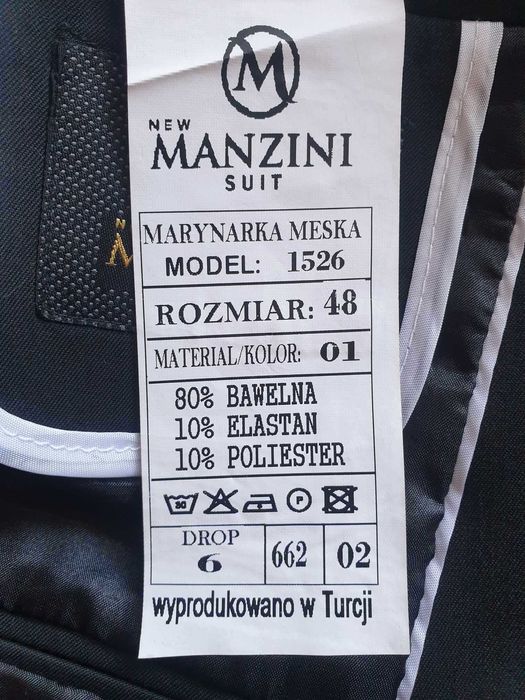 M
NEW
MANZINI
SUIT
MARYNARKA MESKA
MODEL: 1526
ROZMIAR: 48
MATERIAL/KOLOR: 01
80% BAWELNA
10% ELASTAN
10% POLIESTER
30 P
DROP
6 662 02
wyprodukowano w Turcji